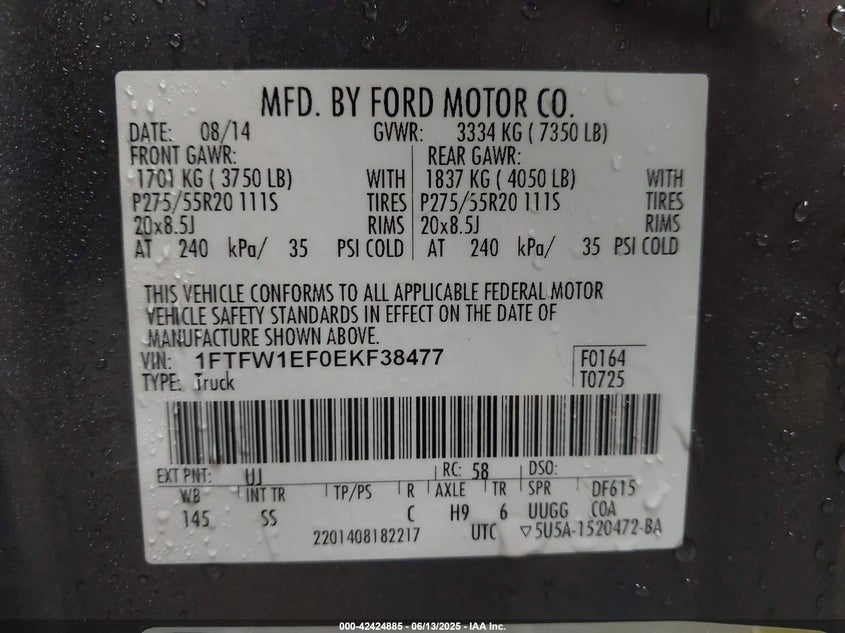 MFD. BY FORD MOTOR CO.
DATE: 08/14 GVWR: 3334 KG ( 7350 LB)
FRONT GAWR: REAR GAWR:
1701 KG ( 3750 LB) WITH 1837 KG ( 4050 LB) WITH
P275/55R20 111S TIRES P275/55R20 111S TIRES
20x8.5J RIMS 20x8.5J RIMS
AT 240 kPa/ 35 PSI COLD AT 240 kPa/ 35 PSI COLD
THIS VEHICLE CONFORMS TO ALL APPLICABLE FEDERAL MOTOR
VEHICLE SAFETY STANDARDS IN EFFECT ON THE DATE OF
MANUFACTURE SHOWN ABOVE.
VIN: 1FTFW1EF0EKF38477 F0164
TYPE: Truck T0725
EXT PNT: UJ RC: 58 DSO:
WB INT TR TP/PS R AXLE TR SPR DF615
145 SS C H9 6 UUGG COA
2201408182217 UTC ▽5U5A-1520472-BA
000-42424885 - 06/13/2025 - IAA Inc.